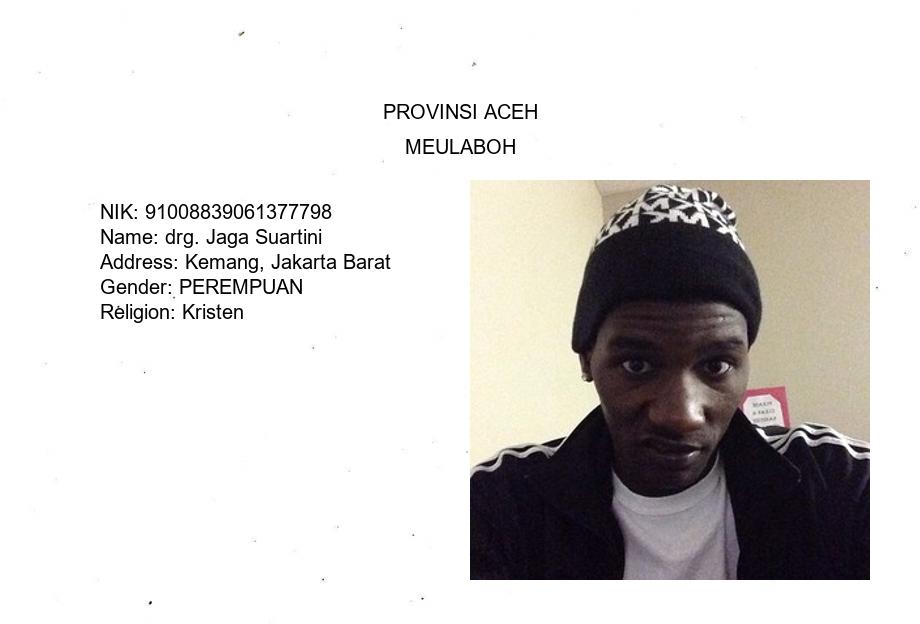 PROVINSI ACEH
MEULABOH
NIK: 91008839061377798
Name: drg. Jaga Suartini
Address: Kemang, Jakarta Barat
Gender: PEREMPUAN
Religion: Kristen